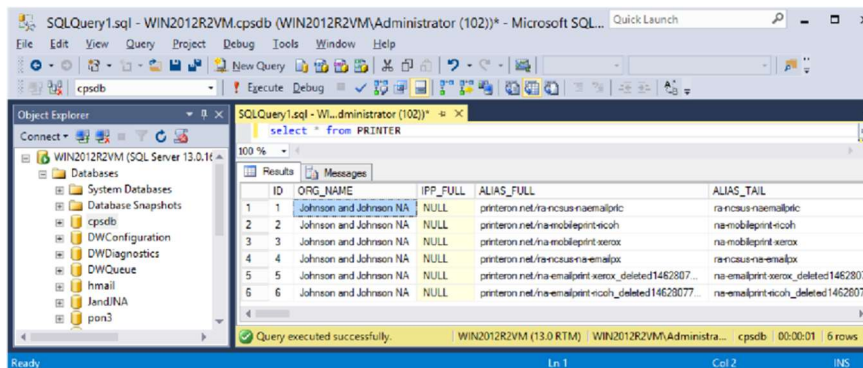 SQLQuery1.sql - WIN2012R2VM.cpsdb (WIN2012R2VM\Administrator (102))* - Microsoft SQL... Quick Launch
File Edit View Query Project Debug Tools Window Help
New Query
cpsdb Execute Debug
Object Explorer
Connect
WIN2012R2VM (SQL Server 13.0.16
Databases
System Databases
Database Snapshots
cpsdb
DWConfiguration
DWDiagnostics
DWQueue
hmail
JandJNA
pon3
SQLQuery1.sql - WI...dministrator (102))*
select * from PRINTER
100 %
Results Messages
ID ORG_NAME IPP_FULL ALIAS_FULL ALIAS_TAIL
1 1 Johnson and Johnson NA NULL printeron.net/ra-ncsus-naemailpric ra-ncsus-naemailpric
2 2 Johnson and Johnson NA NULL printeron.net/na-mobileprint-ricoh na-mobileprint-ricoh
3 3 Johnson and Johnson NA NULL printeron.net/na-mobileprint-xerox na-mobileprint-xerox
4 4 Johnson and Johnson NA NULL printeron.net/ra-ncsus-na-emailpx ra-ncsus-na-emailpx
5 5 Johnson and Johnson NA NULL printeron.net/na-emailprint-xerox_deleted1462807... na-emailprint-xerox_deleted1462807
6 6 Johnson and Johnson NA NULL printeron.net/na-emailprint-ricoh_deleted14628077... na-emailprint-ricoh_deleted1462807
Query executed successfully. WIN2012R2VM (13.0 RTM) WIN2012R2VM\Administra... cpsdb 00:00:01 6 rows
Ready Ln 1 Col 2 INS